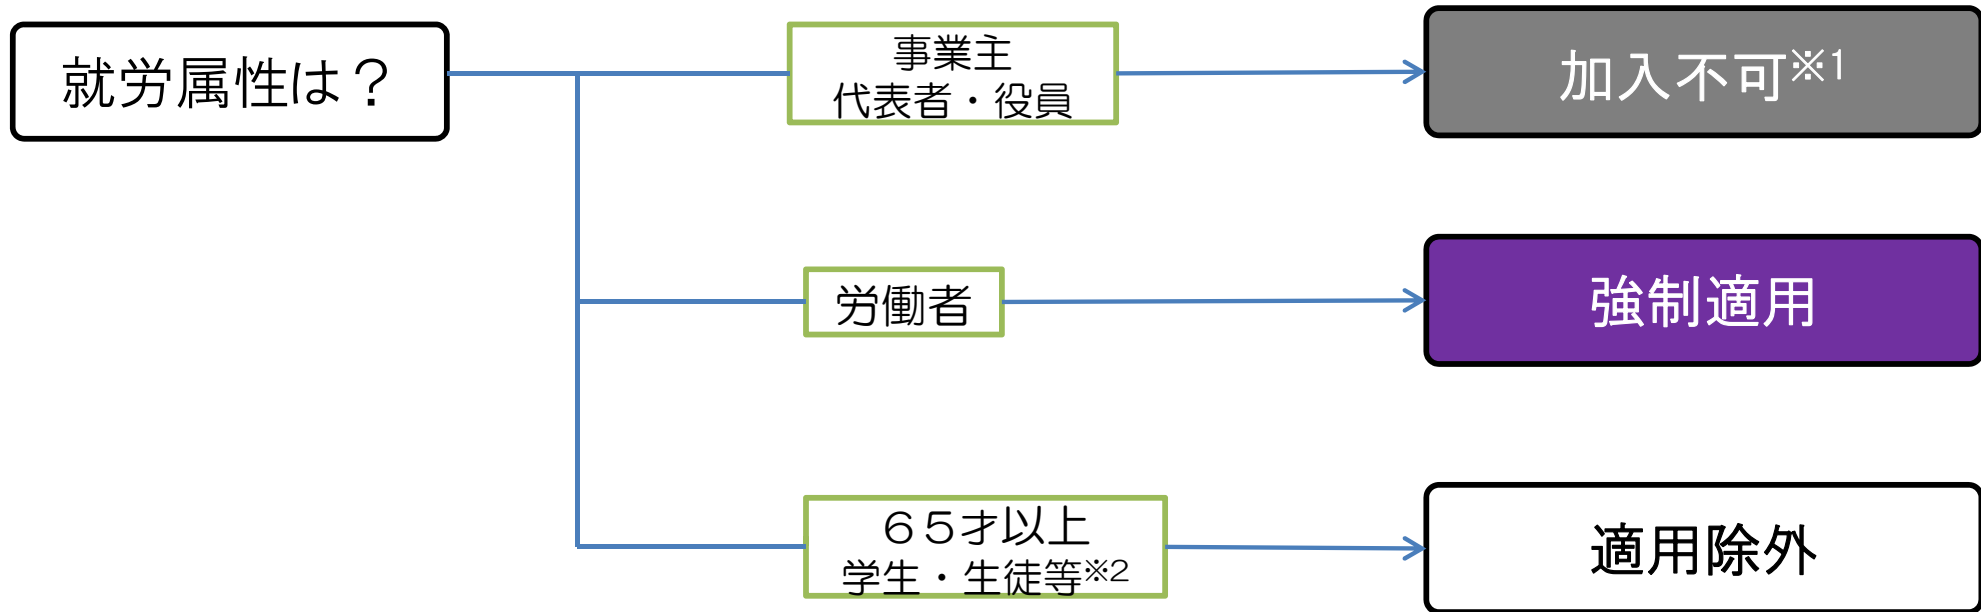 就労属性は？
事業主
代表者・役員
加入不可※1
労働者
強制適用
６５才以上
学生・生徒等※2
適用除外